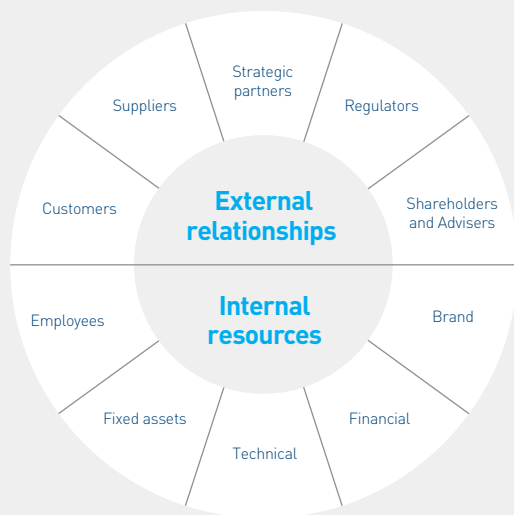 Strategic
partners
Suppliers
Regulators
Customers
External
relationships
Shareholders
and Advisers
Employees
Internal
resources
Brand
Fixed assets
Financial
Technical